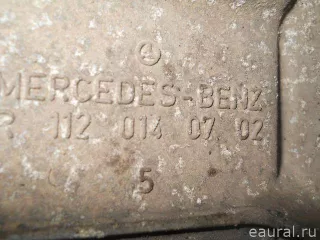 MERCEDES-BENZ
R 112 014 07 02
5
eaural.ru